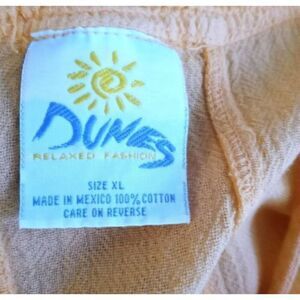 DUNES
RELAXED FASHION
SIZE XL
MADE IN MEXICO 100% COTTON
CARE ON REVERSE